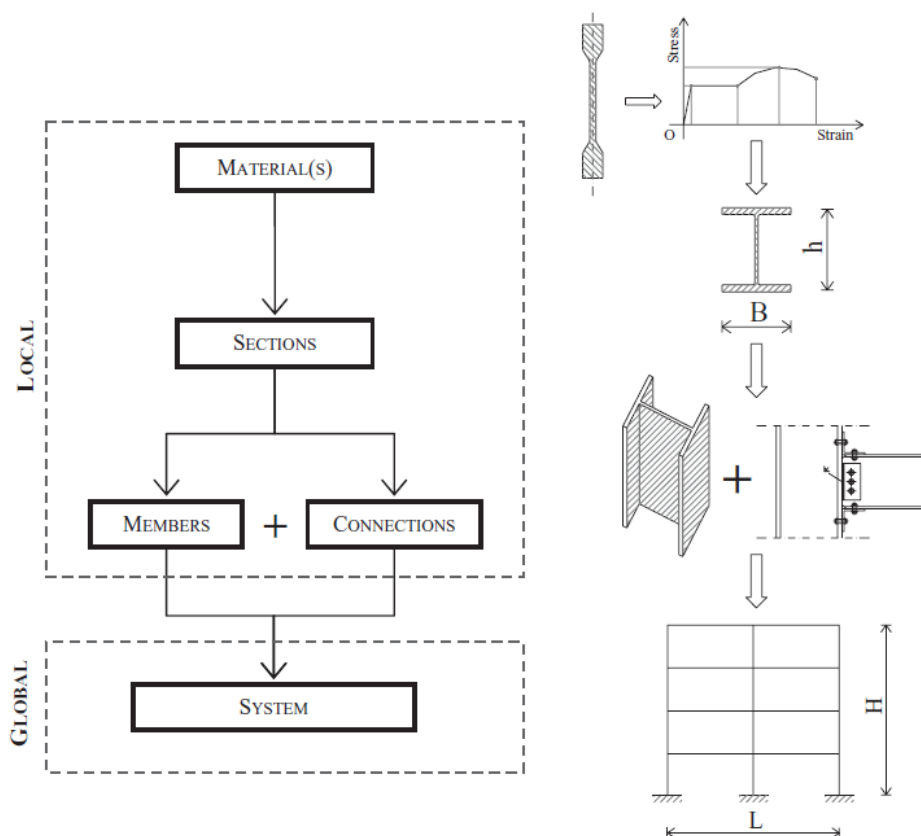 LOCAL
MATERIAL(S)
SECTIONS
MEMBERS
+
CONNECTIONS
GLOBAL
SYSTEM
Stress
O
Strain
h
B
+
H
L